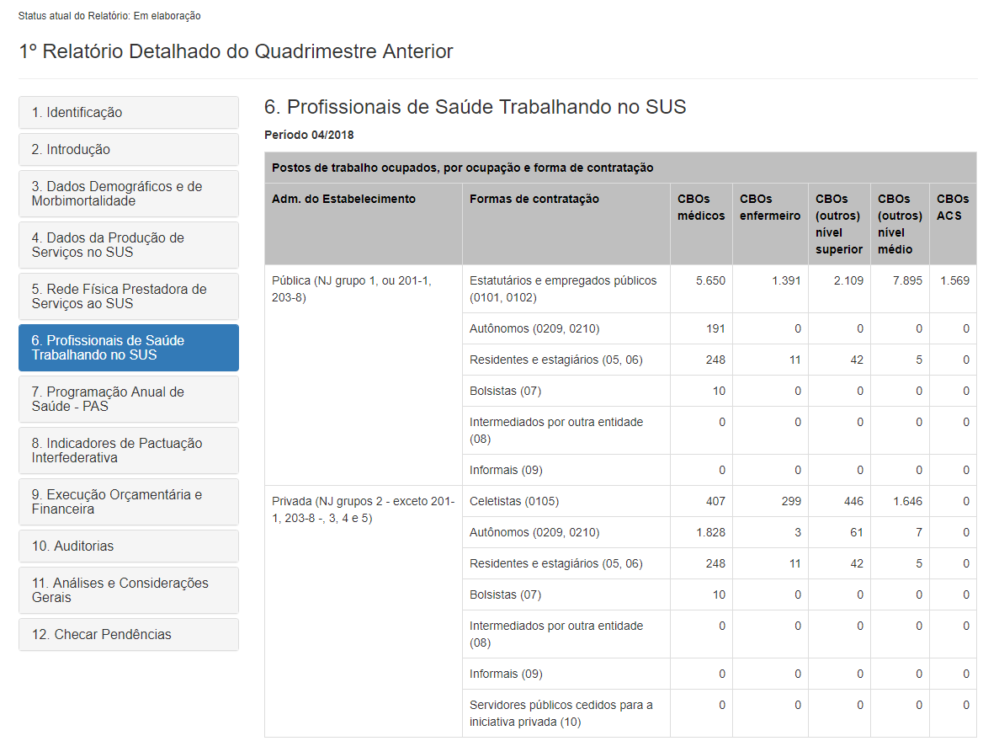 Status atual do Relatório: Em elaboração
1º Relatório Detalhado do Quadrimestre Anterior
1. Identificação
2. Introdução
3. Dados Demográficos e de
Morbimortalidade
4. Dados da Produção de
Serviços no SUS
5. Rede Física Prestadora de
Serviços ao SUS
6. Profissionais de Saúde
Trabalhando no SUS
7. Programação Anual de
Saúde - PAS
8. Indicadores de Pactuação
Interfederativa
9. Execução Orçamentária e
Financeira
10. Auditorias
11. Análises e Considerações
Gerais
12. Checar Pendências
6. Profissionais de Saúde Trabalhando no SUS
Período 04/2018
Postos de trabalho ocupados, por ocupação e forma de contratação
Adm. do Estabelecimento
Formas de contratação
CBOs
médicos
CBOs
enfermeiro
CBOs
(outros)
nível
superior
CBOs
(outros)
nível
médio
CBOs
ACS
Pública (NJ grupo 1, ou 201-1,
203-8)
Estatutários e empregados públicos
(0101, 0102)
5.650 1.391 2.109 7.895 1.569
Autônomos (0209, 0210) 191 0 0 0 0
Residentes e estagiários (05, 06) 248 11 42 5 0
Bolsistas (07) 10 0 0 0 0
Intermediados por outra entidade
(08)
0 0 0 0 0
Informais (09) 0 0 0 0 0
Privada (NJ grupos 2 - exceto 201-
1, 203-8 -, 3, 4 e 5)
Celetistas (0105) 407 299 446 1.646 0
Autônomos (0209, 0210) 1.828 3 61 7 0
Residentes e estagiários (05, 06) 248 11 42 5 0
Bolsistas (07) 10 0 0 0 0
Intermediados por outra entidade
(08)
0 0 0 0 0
Informais (09) 0 0 0 0 0
Servidores públicos cedidos para a
iniciativa privada (10)
0 0 0 0 0